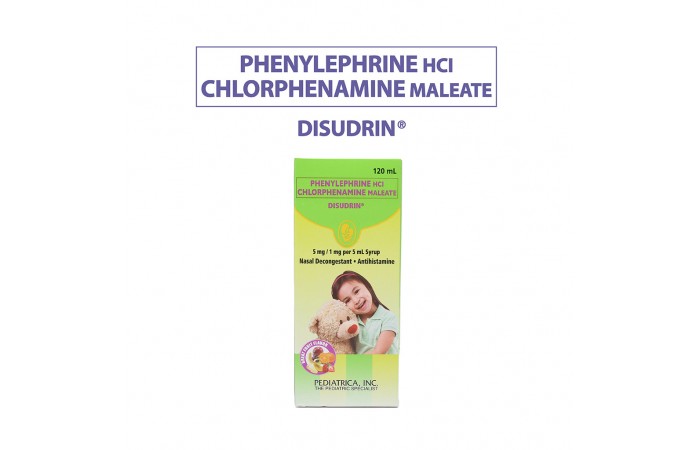 PHENYLEPHRINE HCl
CHLORPHENAMINE MALEATE
DISUDRIN®
120 mL
PHENYLEPHRINE HCl
CHLORPHENAMINE MALEATE
DISUDRIN®
5 mg / 1 mg per 5 mL Syrup
Nasal Decongestant • Antihistamine
PEDIATRICA, INC.
THE PEDIATRIC SPECIALIST